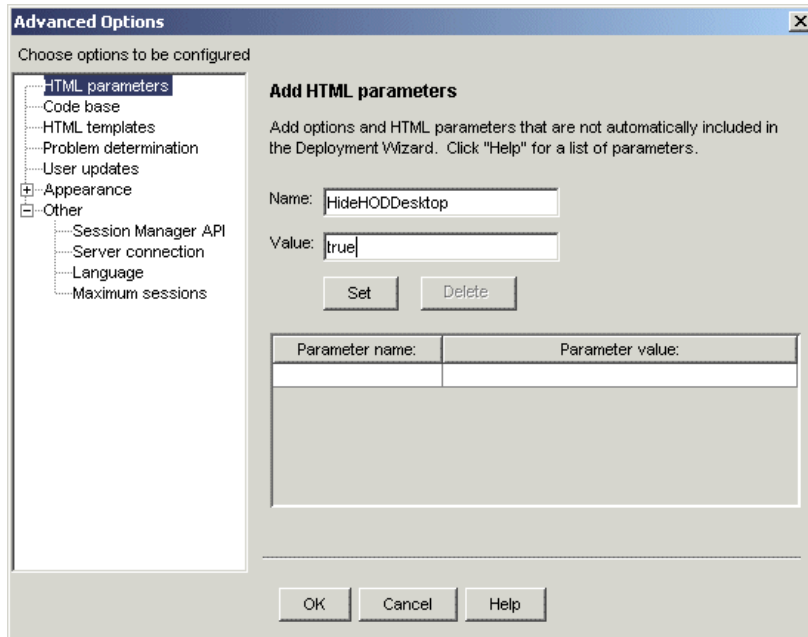 Advanced Options
Choose options to be configured
HTML parameters
Code base
HTML templates
Problem determination
User updates
Appearance
Other
Session Manager API
Server connection
Language
Maximum sessions
Add HTML parameters
Add options and HTML parameters that are not automatically included in
the Deployment Wizard. Click "Help" for a list of parameters.
Name: HideHODDesktop
Value: true
Set Delete
Parameter name: Parameter value:
OK Cancel Help